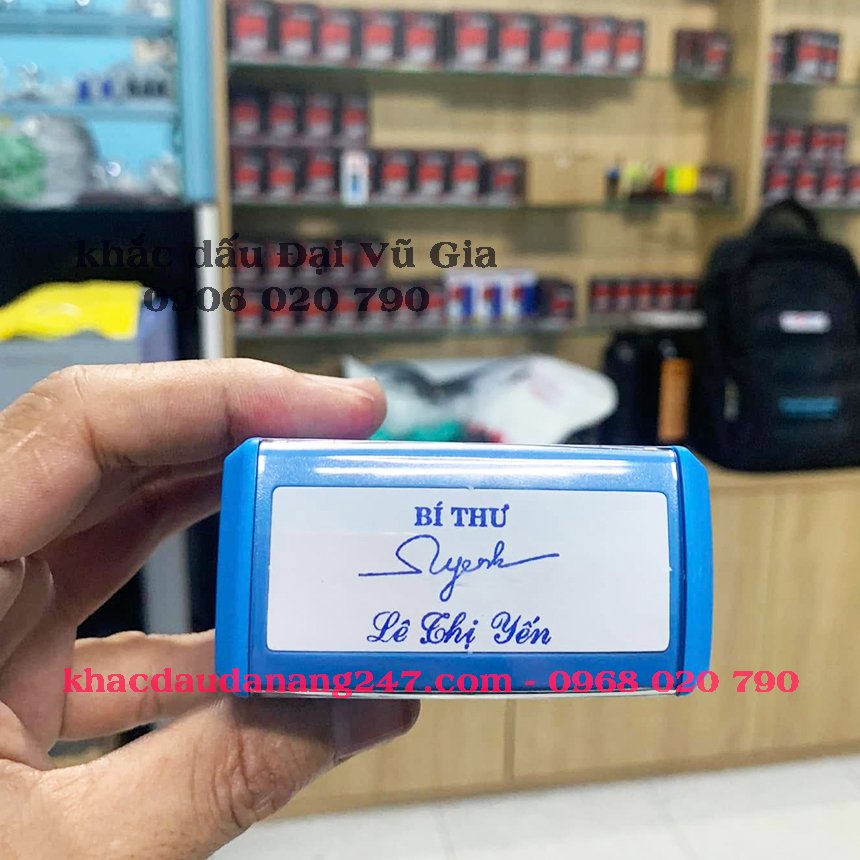 khắc dấu Đại Vũ Gia
0906 020 790
BÍ THƯ
Lê Thị Yến
khacdaudanang247.com - 0968 020 790